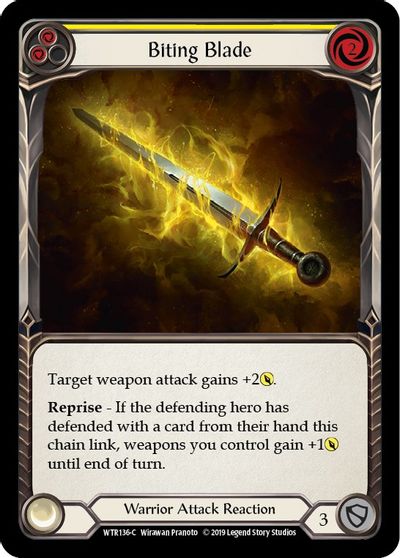 Biting Blade
2
Target weapon attack gains +2.
Reprise - If the defending hero has
defended with a card from their hand this
chain link, weapons you control gain +1
until end of turn.
Warrior Attack Reaction
3
WTR136-C Wirawan Pranoto © 2019 Legend Story Studios